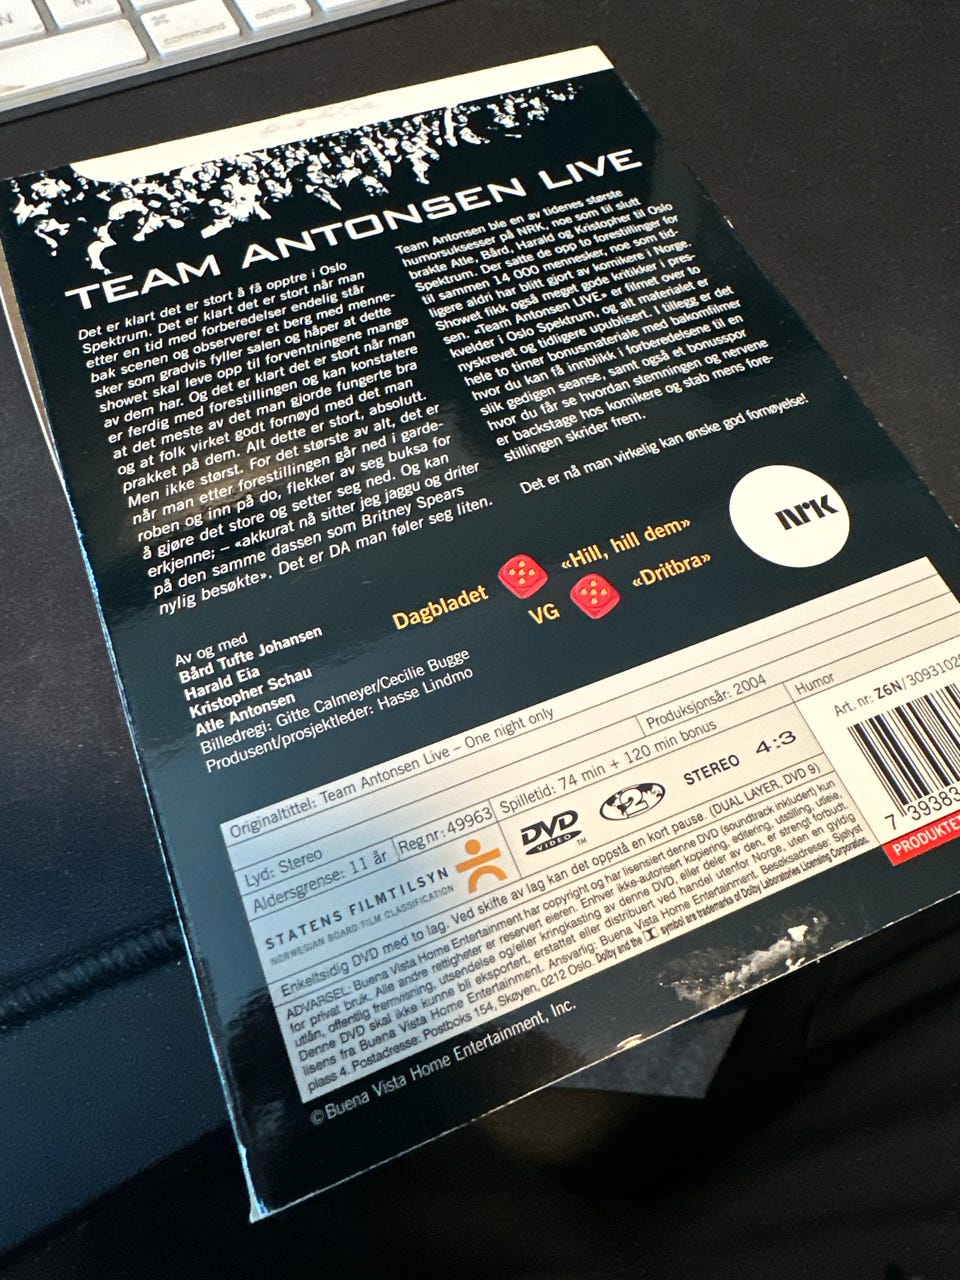 command
option
TEAM ANTONSEN LIVE
Det er klart det er stort å få opptre i Oslo
Spektrum. Det er klart det er stort når man
etter en tid med forberedelser endelig står
bak scenen og observerer et berg med menne-
sker som gradvis fyller salen og håper at dette
showet skal leve opp til forventningene mange
av dem har. Og det er klart det er stort når man
er ferdig med forestillingen og kan konstatere
at det meste av det man gjorde fungerte bra
og at folk virket godt fornøyd med det man
prakket på dem. Alt dette er stort, absolutt.
Men ikke størst. For det største av alt, det er
når man etter forestillingen går ned i garde-
roben og inn på do, flekker av seg buksa for
å gjøre det store og setter seg ned. Og kan
erkjenne; – «akkurat nå sitter jeg jaggu og driter
på den samme dassen som Britney Spears
nylig besøkte». Det er DA man føler seg liten.
Team Antonsen ble en av tidenes største
humorsuksesser på NRK, noe som til slutt
brakte Atle, Bård, Harald og Kristopher til Oslo
Spektrum. Der satte de opp to forestillinger for
til sammen 14 000 mennesker, noe som tid-
ligere aldri har blitt gjort av komikere i Norge.
Showet fikk også meget gode kritikker i pres-
sen. «Team Antonsen LIVE» er filmet over to
kvelder i Oslo Spektrum, og alt materialet er
nyskrevet og tidligere upublisert. I tillegg er det
hele to timer bonusmateriale med bakomfilmer
hvor du kan få innblikk i forberedelsene til en
slik gedigen seanse, samt også et bonusspor
hvor du får se hvordan stemningen og nervene
er backstage hos komikere og stab mens fore-
stillingen skrider frem.
Det er nå man virkelig kan ønske god fornøyelse!
nrk
Dagbladet «Hill, hill dem»
VG «Dritbra»
Av og med
Bård Tufte Johansen
Harald Eia
Kristopher Schau
Atle Antonsen
Billedregi: Gitte Calmeyer/Cecilie Bugge
Produsent/prosjektleder: Hasse Lindmo
Originaltittel: Team Antonsen Live – One night only
Produksjonsår: 2004
Humor
Lyd: Stereo
Spilletid: 74 min + 120 min bonus
Aldersgrense: 11 år
Reg nr: 49963
DVD
VIDEO
TM
2
STEREO
4:3
STATENS FILMTILSYN
NORWEGIAN BOARD FILM CLASSIFICATION
Enkeltsidig DVD med to lag. Ved skifte av lag kan det oppstå en kort pause. (DUAL LAYER, DVD 9)
ADVARSEL: Buena Vista Home Entertainment har copyright og har lisensiert denne DVD (soundtrack inkludert) kun
for privat bruk. Alle andre rettigheter er reservert eieren. Enhver ikke-autorisert kopiering, editering, utstilling, utleie,
utlån, offentlig fremvisning, utsendelse og/eller kringkasting av denne DVD, eller deler av den, er strengt forbudt.
Denne DVD skal ikke kunne bli eksportert, erstattet eller distribuert ved handel utenfor Norge, uten en gyldig
lisens fra Buena Vista Home Entertainment. Ansvarlig: Buena Vista Home Entertainment. Besøksadresse: Sjølyst
plass 4. Postadresse: Postboks 154, Skøyen, 0212 Oslo. Dolby and the symbol are trademarks of Dolby Laboratories Licensing Corporation.
©Buena Vista Home Entertainment, Inc.
Art. nr: Z6N/3093102
7 39383